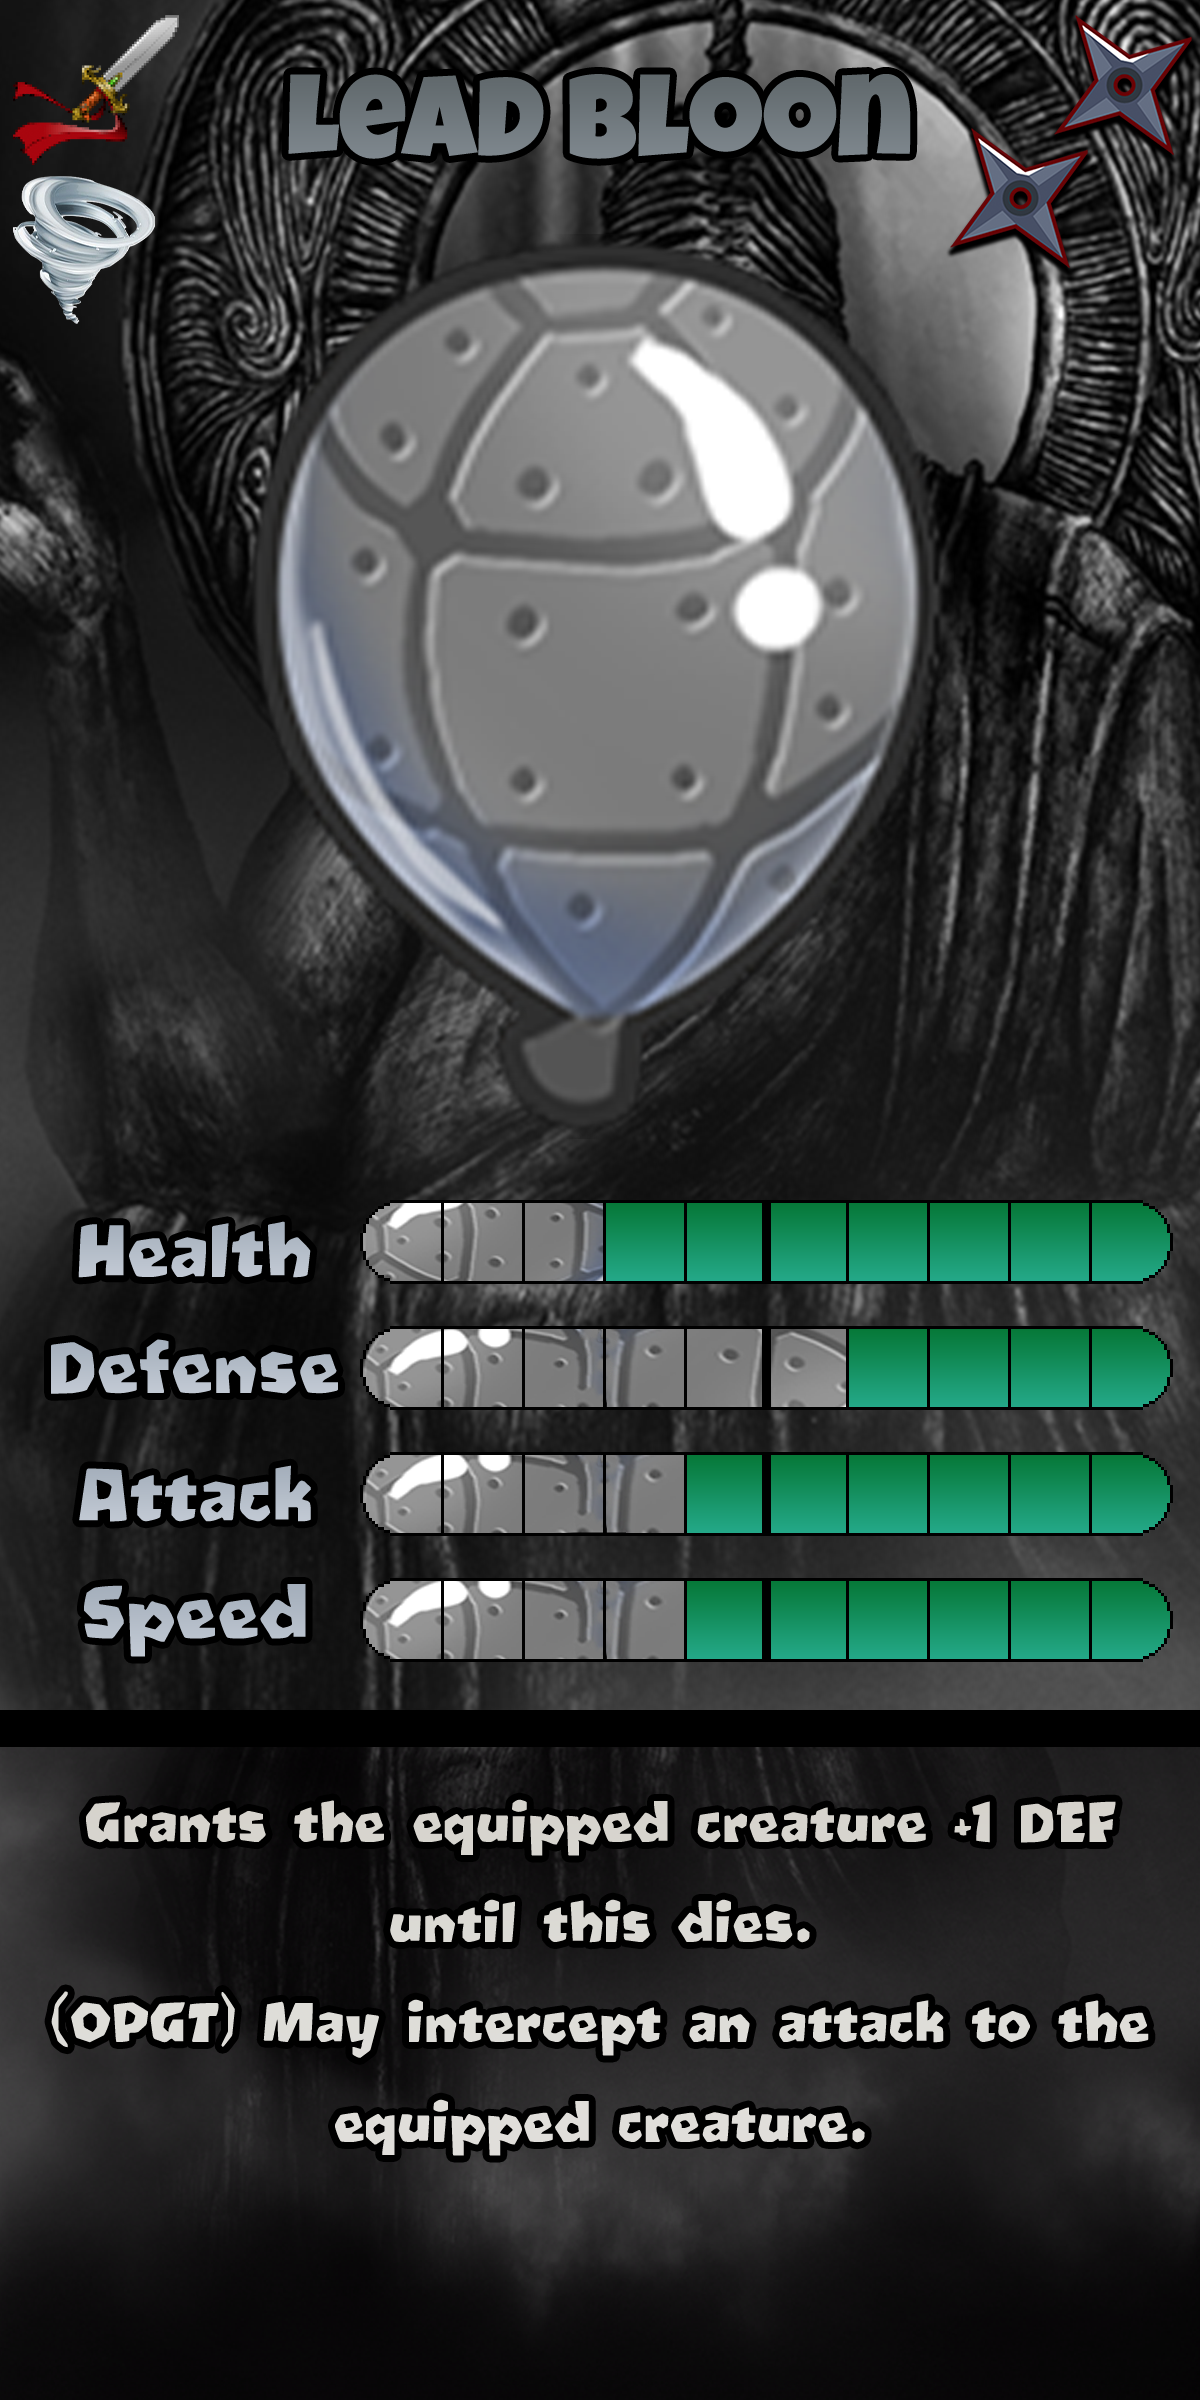 Lead Bloon
Health
Defense
Attack
Speed
Grants the equipped creature +1 DEF
until this dies.
(OPGT) May intercept an attack to the
equipped creature.